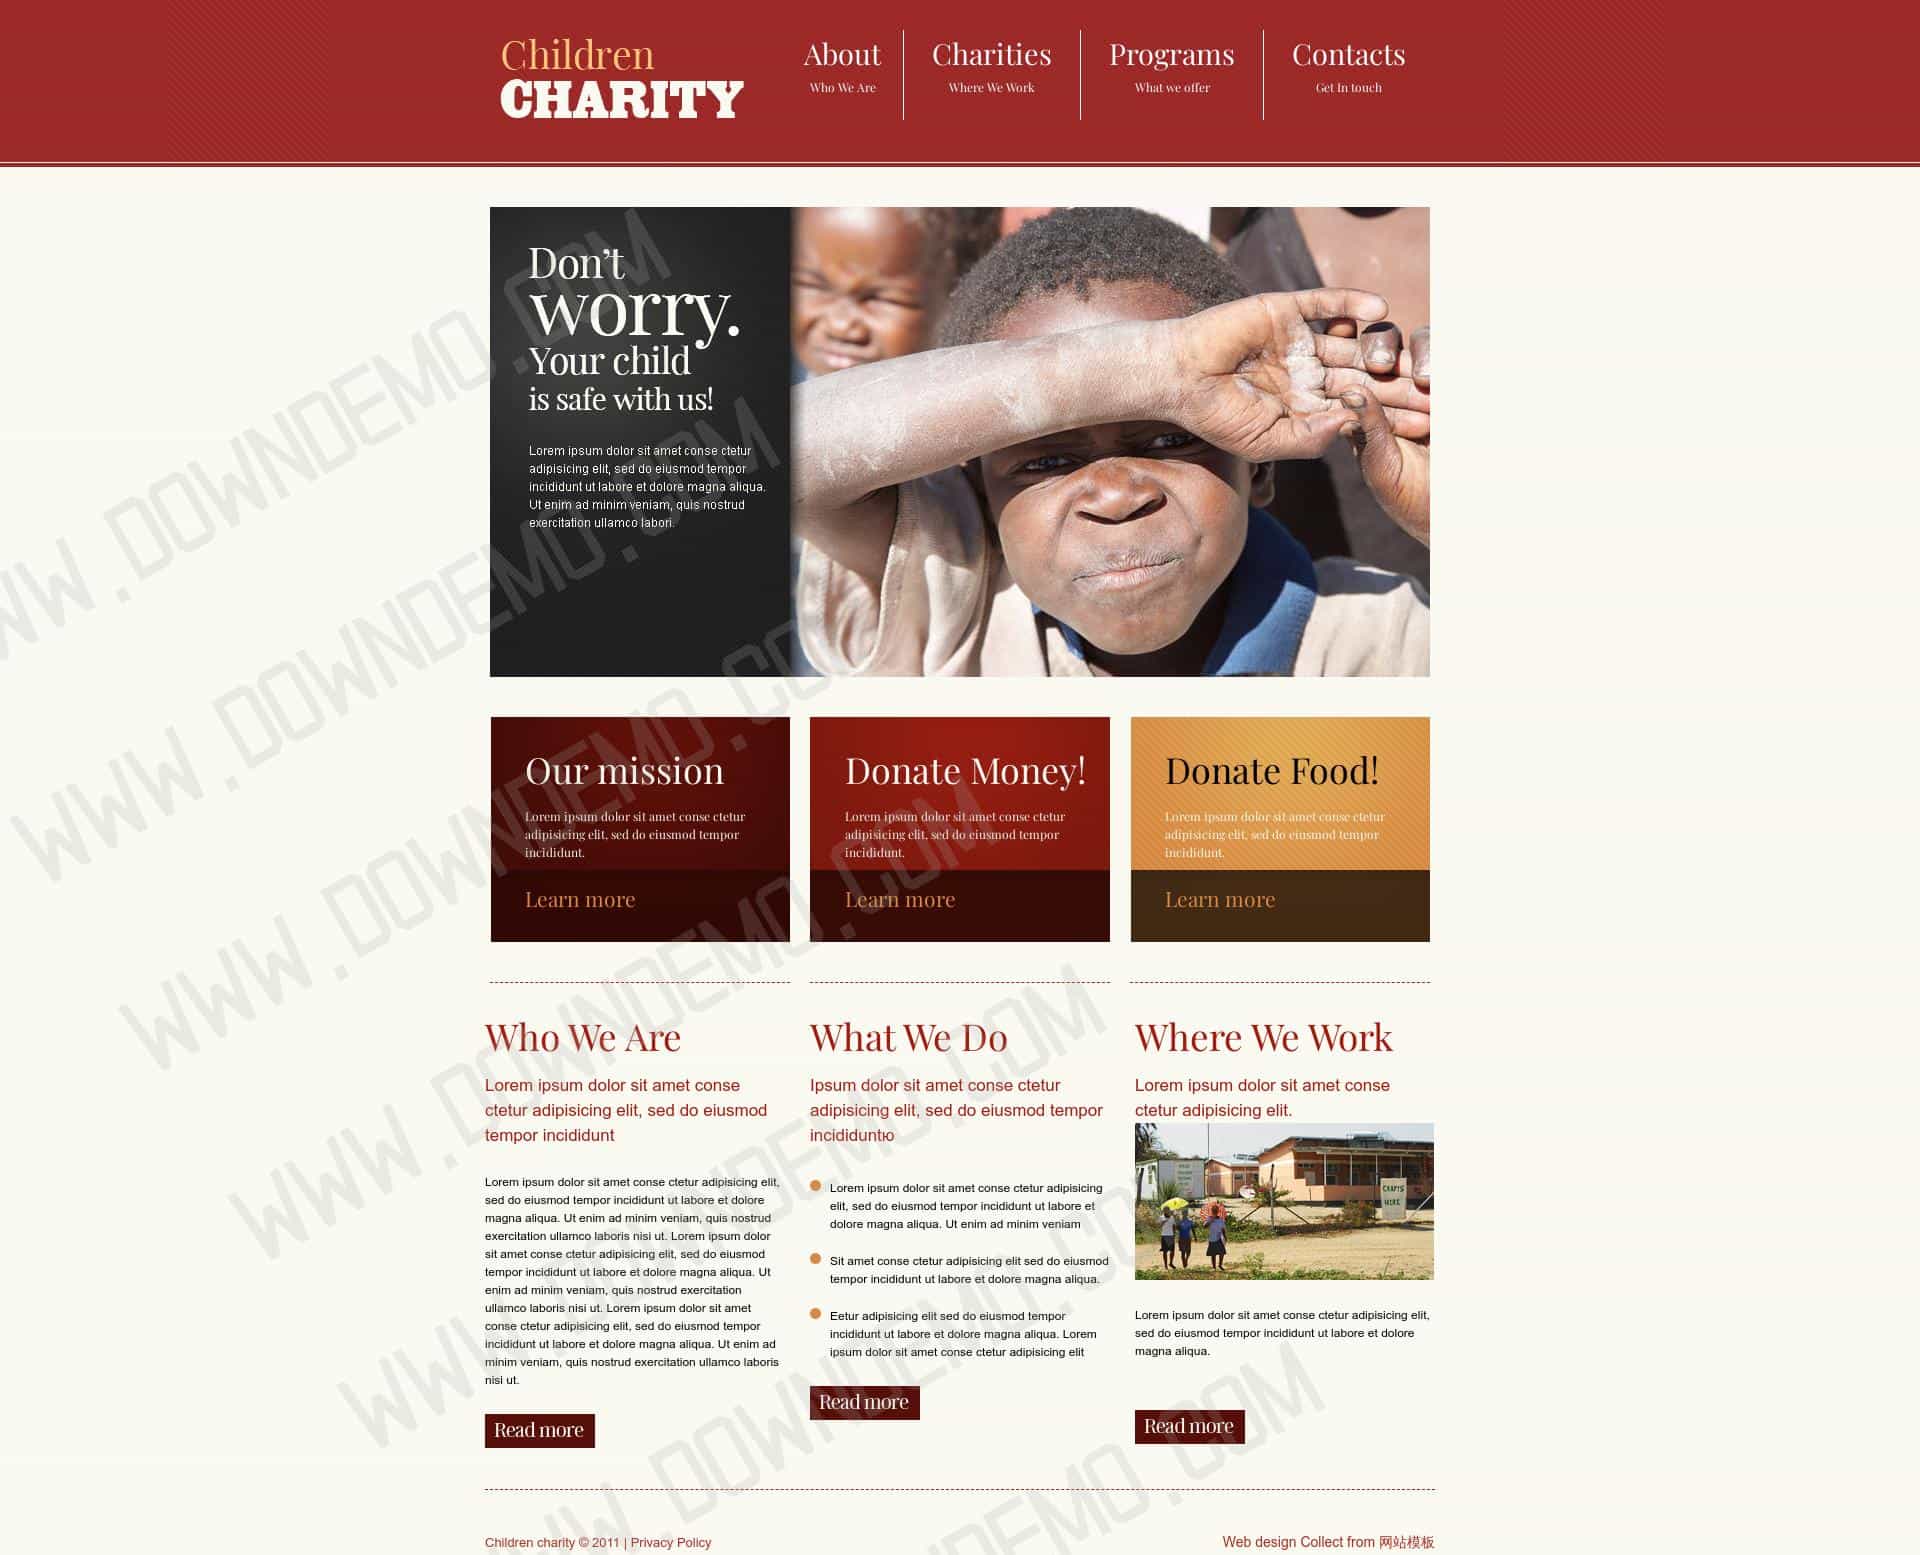 Children
CHARITY
About
Who We Are
Charities
Where We Work
Programs
What we offer
Contacts
Get In touch
Don't
worry.
Your child
is safe with us!
Lorem ipsum dolor sit amet conse ctetur
adipisicing elit, sed do eiusmod tempor
incididunt ut labore et dolore magna aliqua.
Ut enim ad minim veniam, quis nostrud
exercitation ullamco labori.
Our mission
Lorem ipsum dolor sit amet conse ctetur
adipisicing elit, sed do eiusmod tempor
incididunt.
Learn more
Donate Money!
Lorem ipsum dolor sit amet conse ctetur
adipisicing elit, sed do eiusmod tempor
incididunt.
Learn more
Donate Food!
Lorem ipsum dolor sit amet conse ctetur
adipisicing elit, sed do eiusmod tempor
incididunt.
Learn more
Who We Are
Lorem ipsum dolor sit amet conse
ctetur adipisicing elit, sed do eiusmod
tempor incididunt
Lorem ipsum dolor sit amet conse ctetur adipisicing elit,
sed do eiusmod tempor incididunt ut labore et dolore
magna aliqua. Ut enim ad minim veniam, quis nostrud
exercitation ullamco laboris nisi ut. Lorem ipsum dolor
sit amet conse ctetur adipisicing elit, sed do eiusmod
tempor incididunt ut labore et dolore magna aliqua. Ut
enim ad minim veniam, quis nostrud exercitation
ullamco laboris nisi ut. Lorem ipsum dolor sit amet
conse ctetur adipisicing elit, sed do eiusmod tempor
incididunt ut labore et dolore magna aliqua. Ut enim ad
minim veniam, quis nostrud exercitation ullamco laboris
nisi ut.
Read more
What We Do
Ipsum dolor sit amet conse ctetur
adipisicing elit, sed do eiusmod tempor
incididuntю
Lorem ipsum dolor sit amet conse ctetur adipisicing
elit, sed do eiusmod tempor incididunt ut labore et
dolore magna aliqua. Ut enim ad minim veniam
Sit amet conse ctetur adipisicing elit sed do eiusmod
tempor incididunt ut labore et dolore magna aliqua.
Eetur adipisicing elit sed do eiusmod tempor
incididunt ut labore et dolore magna aliqua. Lorem
ipsum dolor sit amet conse ctetur adipisicing elit
Read more
Where We Work
Lorem ipsum dolor sit amet conse
ctetur adipisicing elit.
CRAFTS
HERE
Lorem ipsum dolor sit amet conse ctetur adipisicing elit,
sed do eiusmod tempor incididunt ut labore et dolore
magna aliqua.
Read more
Children charity © 2011 | Privacy Policy
Web design Collect from 网站模板
WWW.DOWNDEMO.COM
WWW.DOWNDEMO.COM
WWW.DOWNDEMO.COM
WWW.DOWNDEMO.COM
WWW.DOWNDEMO.COM